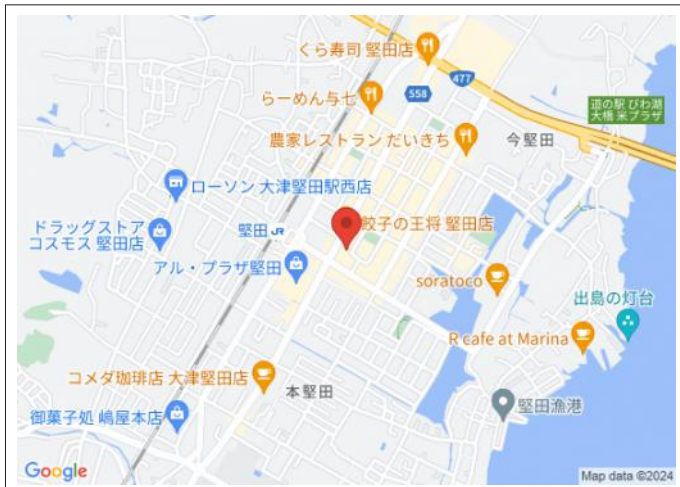 くら寿司 堅田店
477
558
らーめん与七
道の駅 びわ湖
大橋 米プラザ
農家レストラン だいきち
今堅田
ローソン 大津堅田駅西店
ドラッグストア
コスモス 堅田店
堅田 JR
餃子の王将 堅田店
アル・プラザ堅田
soratoco
出島の灯台
R cafe at Marina
コメダ珈琲店 大津堅田店
本堅田
御菓子処 嶋屋本店
堅田漁港
Google
Map data ©2024